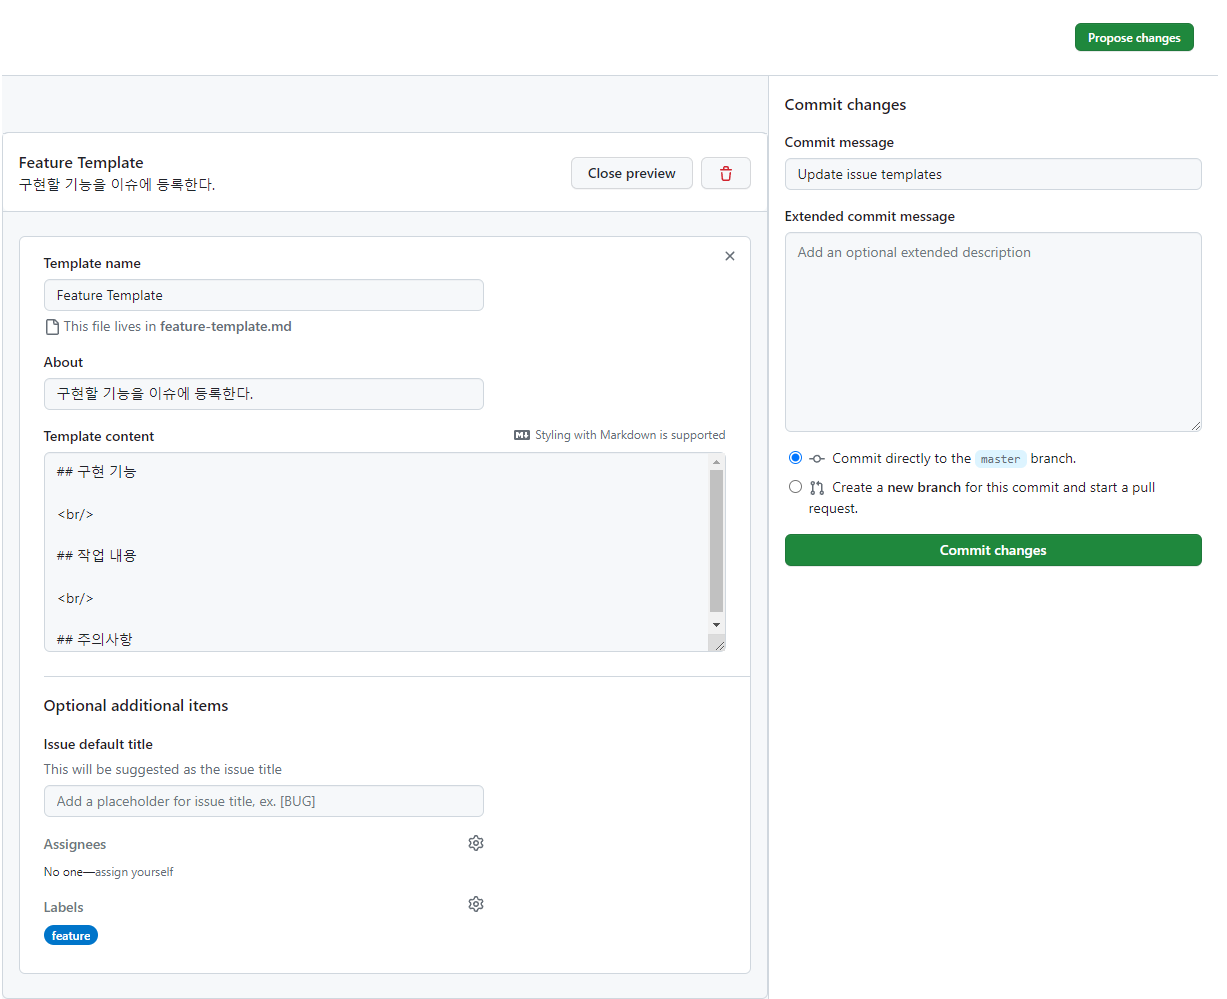 Propose changes
Feature Template
구현할 기능을 이슈에 등록한다.
Close preview
Template name
Feature Template
This file lives in feature-template.md
About
구현할 기능을 이슈에 등록한다.
Template content
Styling with Markdown is supported
## 구현 기능
<br/>
## 작업 내용
<br/>
## 주의사항
Optional additional items
Issue default title
This will be suggested as the issue title
Add a placeholder for issue title, ex. [BUG]
Assignees
No one—assign yourself
Labels
feature
Commit changes
Commit message
Update issue templates
Extended commit message
Add an optional extended description
Commit directly to the master branch.
Create a new branch for this commit and start a pull
request.
Commit changes